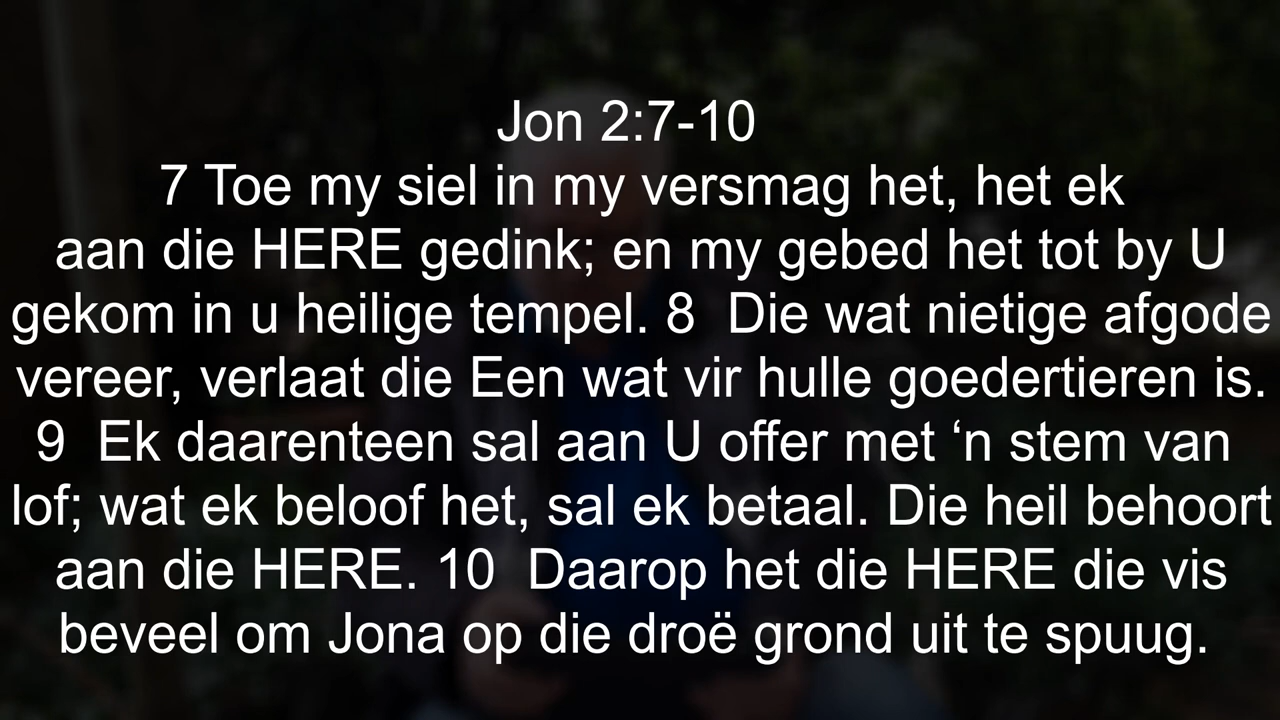 Jon 2:7-10
7 Toe my siel in my versmag het, het ek
aan die HERE gedink; en my gebed het tot by U
gekom in u heilige tempel. 8  Die wat nietige afgode
vereer, verlaat die Een wat vir hulle goedertieren is.
9  Ek daarenteen sal aan U offer met ‘n stem van
lof; wat ek beloof het, sal ek betaal. Die heil behoort
aan die HERE. 10  Daarop het die HERE die vis
beveel om Jona op die droë grond uit te spuug.